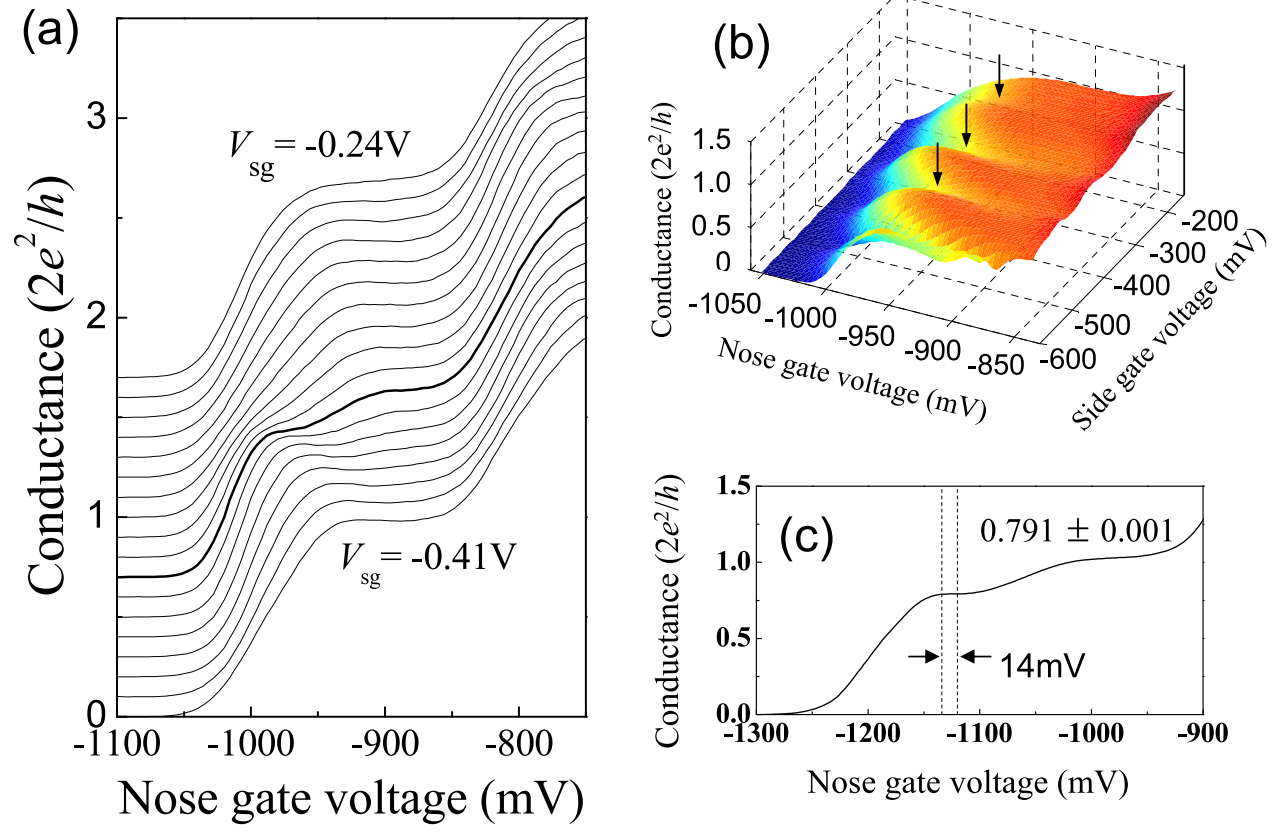 (a)
Conductance (2e²/h)
3
2
1
0
V_sg = -0.24V
V_sg = -0.41V
-1100
-1000
-900
-800
Nose gate voltage (mV)
(b)
Conductance (2e²/h)
1.5
1.0
0.5
0
-1050
-1000
-950
-900
-850
Nose gate voltage (mV)
-200
-300
-400
-500
-600
Side gate voltage (mV)
(c)
Conductance (2e²/h)
1.5
1.0
0.5
0.0
0.791 ± 0.001
14mV
-1300
-1200
-1100
-1000
-900
Nose gate voltage (mV)